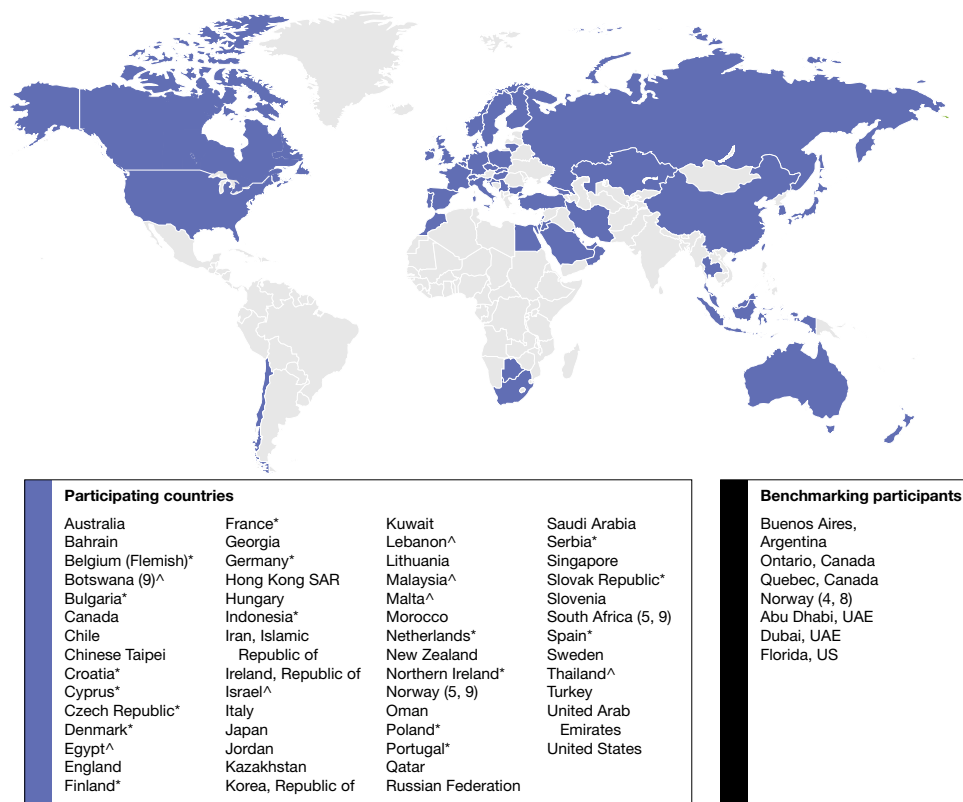 Participating countries
Australia
Bahrain
Belgium (Flemish)*
Botswana (9)^
Bulgaria*
Canada
Chile
Chinese Taipei
Croatia*
Cyprus*
Czech Republic*
Denmark*
Egypt^
England
Finland*
France*
Georgia
Germany*
Hong Kong SAR
Hungary
Indonesia*
Iran, Islamic
Republic of
Ireland, Republic of
Israel^
Italy
Japan
Jordan
Kazakhstan
Korea, Republic of
Kuwait
Lebanon^
Lithuania
Malaysia^
Malta^
Morocco
Netherlands*
New Zealand
Northern Ireland*
Norway (5, 9)
Oman
Poland*
Portugal*
Qatar
Russian Federation
Saudi Arabia
Serbia*
Singapore
Slovak Republic*
Slovenia
South Africa (5, 9)
Spain*
Sweden
Thailand^
Turkey
United Arab
Emirates
United States
Benchmarking participants
Buenos Aires,
Argentina
Ontario, Canada
Quebec, Canada
Norway (4, 8)
Abu Dhabi, UAE
Dubai, UAE
Florida, US